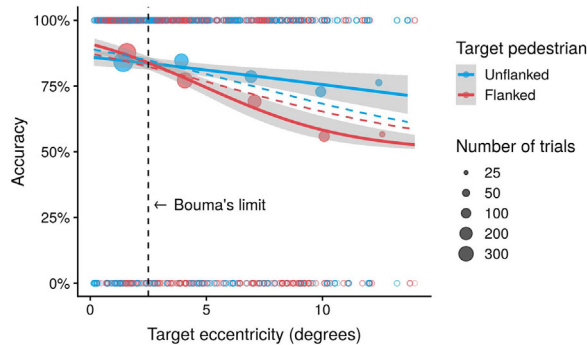 100%
75%
50%
25%
0%
Accuracy
← Bouma's limit
0
5
10
Target eccentricity (degrees)
Target pedestrian
Unflanked
Flanked
Number of trials
25
50
100
200
300